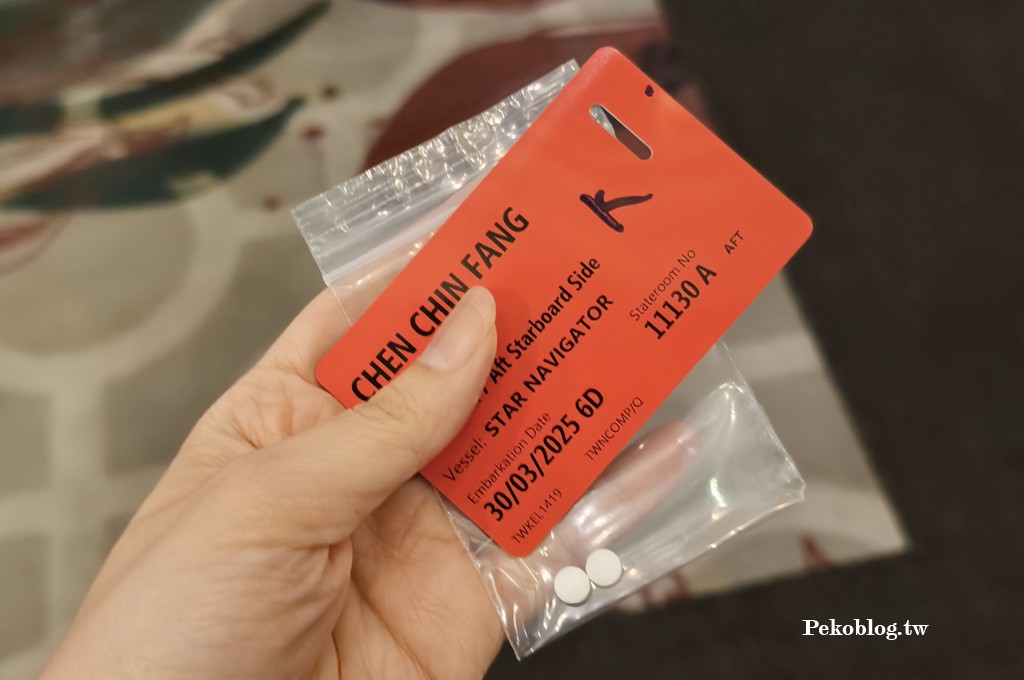 K
CHEN CHIN FANG
Aft Starboard Side
Vessel: STAR NAVIGATOR
Stateroom No
11130 A
AFT
Embarkation Date
30/03/2025 6D
TWKEL1419
TWNCOMP/Q
Pekoblog.tw